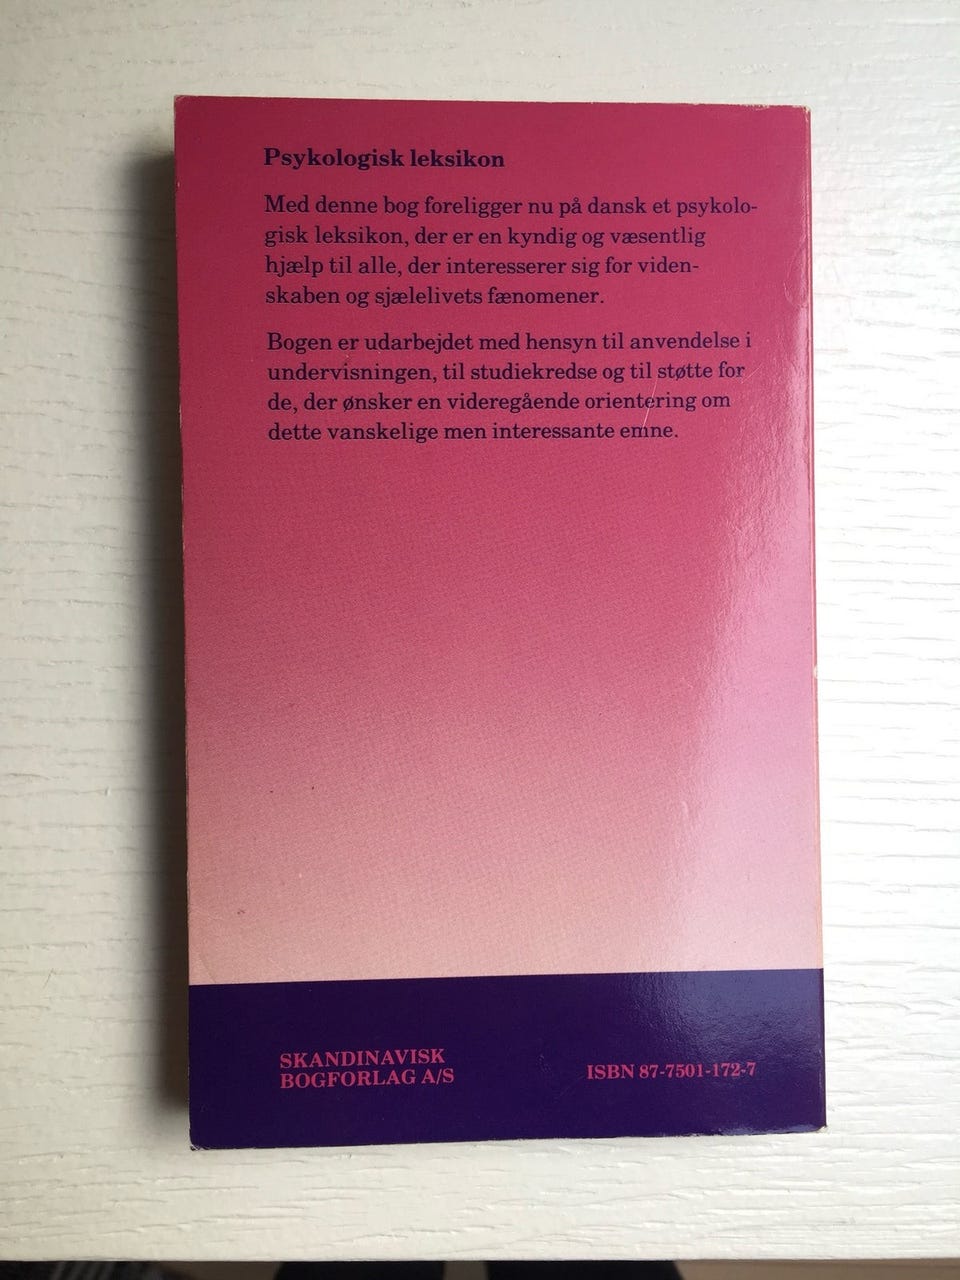 Psykologisk leksikon
Med denne bog foreligger nu på dansk et psykolo-
gisk leksikon, der er en kyndig og væsentlig
hjælp til alle, der interesserer sig for viden-
skaben og sjælelivets fænomener.
Bogen er udarbejdet med hensyn til anvendelse i
undervisningen, til studiekredse og til støtte for
de, der ønsker en videregående orientering om
dette vanskelige men interessante emne.
SKANDINAVISK
BOGFORLAG A/S
ISBN 87-7501-172-7